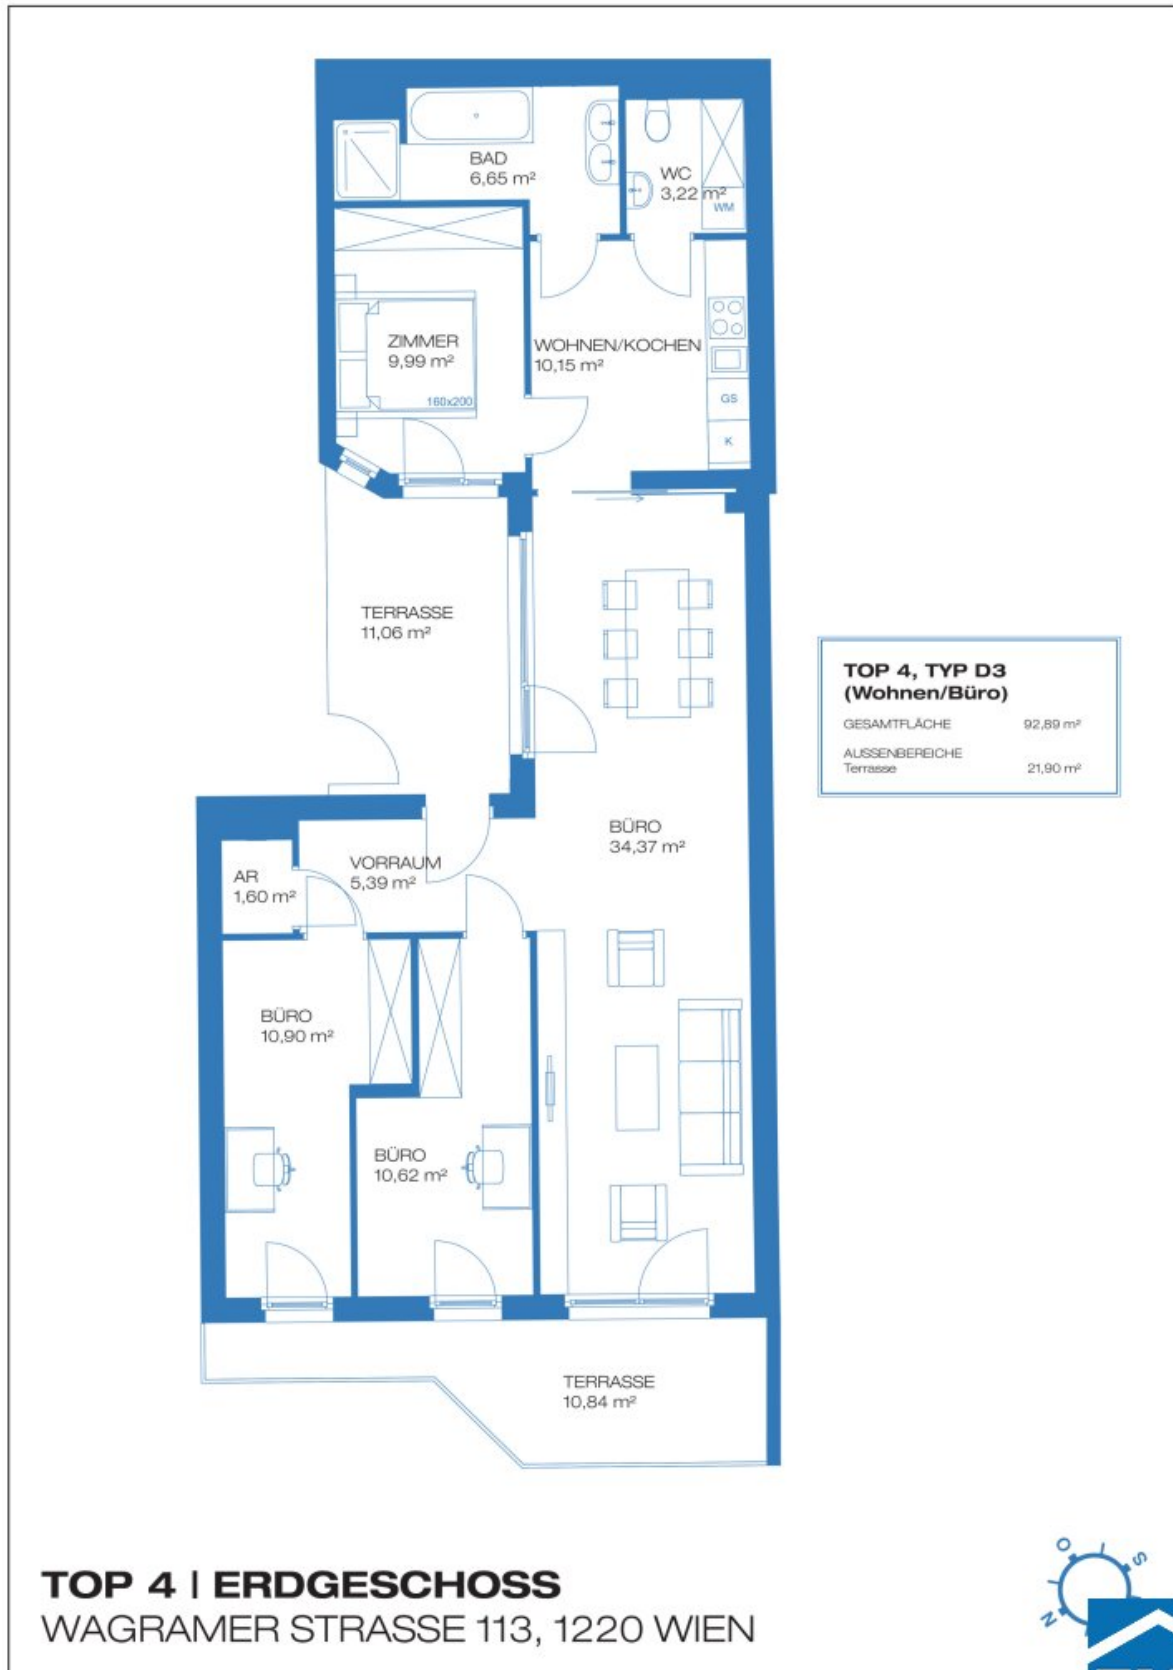 BAD
6,65 m²
WC
3,22 m²
WM
ZIMMER
9,99 m²
160x200
WOHNEN/KOCHEN
10,15 m²
GS
K
TERRASSE
11,06 m²
TOP 4, TYP D3
(Wohnen/Büro)
GESAMTFLÄCHE 92,89 m²
AUSSENBEREICHE
Terrasse 21,90 m²
BÜRO
34,37 m²
VORRAUM
5,39 m²
AR
1,60 m²
BÜRO
10,90 m²
BÜRO
10,62 m²
TERRASSE
10,84 m²
O
S
N
TOP 4 | ERDGESCHOSS
WAGRAMER STRASSE 113, 1220 WIEN